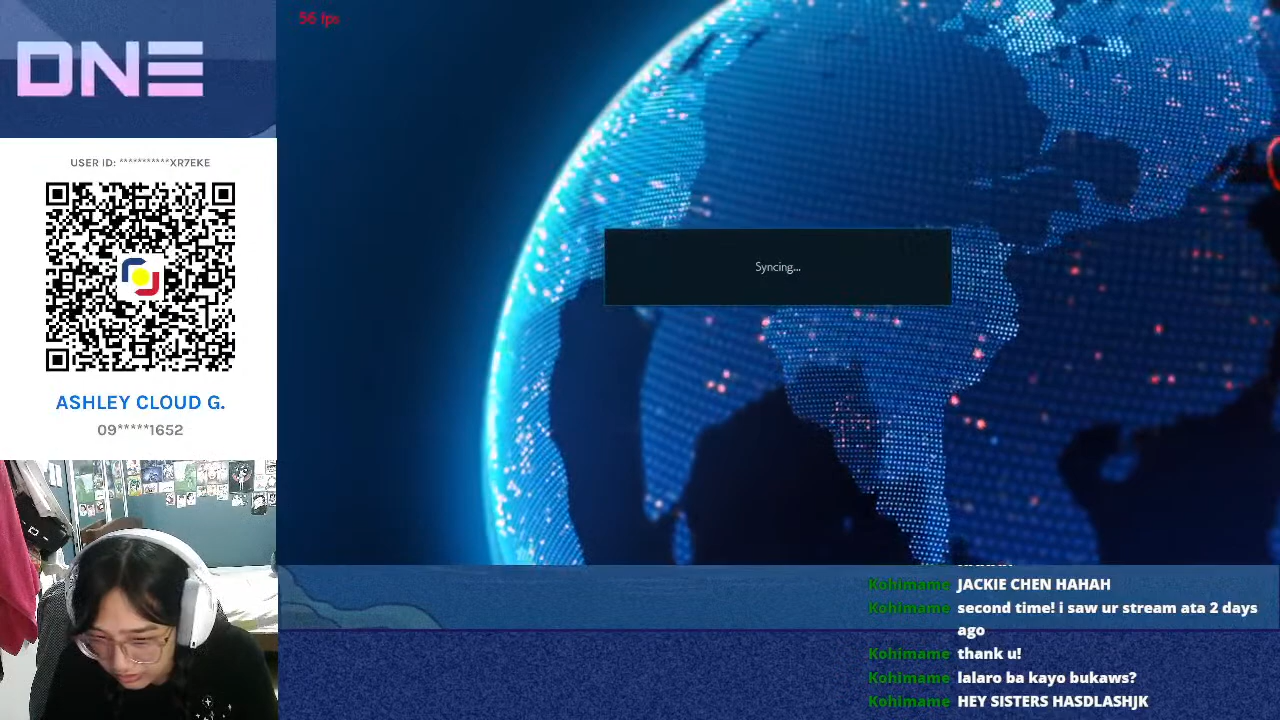 56 fps
DNE
USER ID: ***********XR7EKE
ASHLEY CLOUD G.
09*****1652
Syncing...
Kohimame JACKIE CHEN HAHAH
Kohimame second time! i saw ur stream ata 2 days
ago
Kohimame thank u!
Kohimame lalaro ba kayo bukaws?
Kohimame HEY SISTERS HASDLASHJK